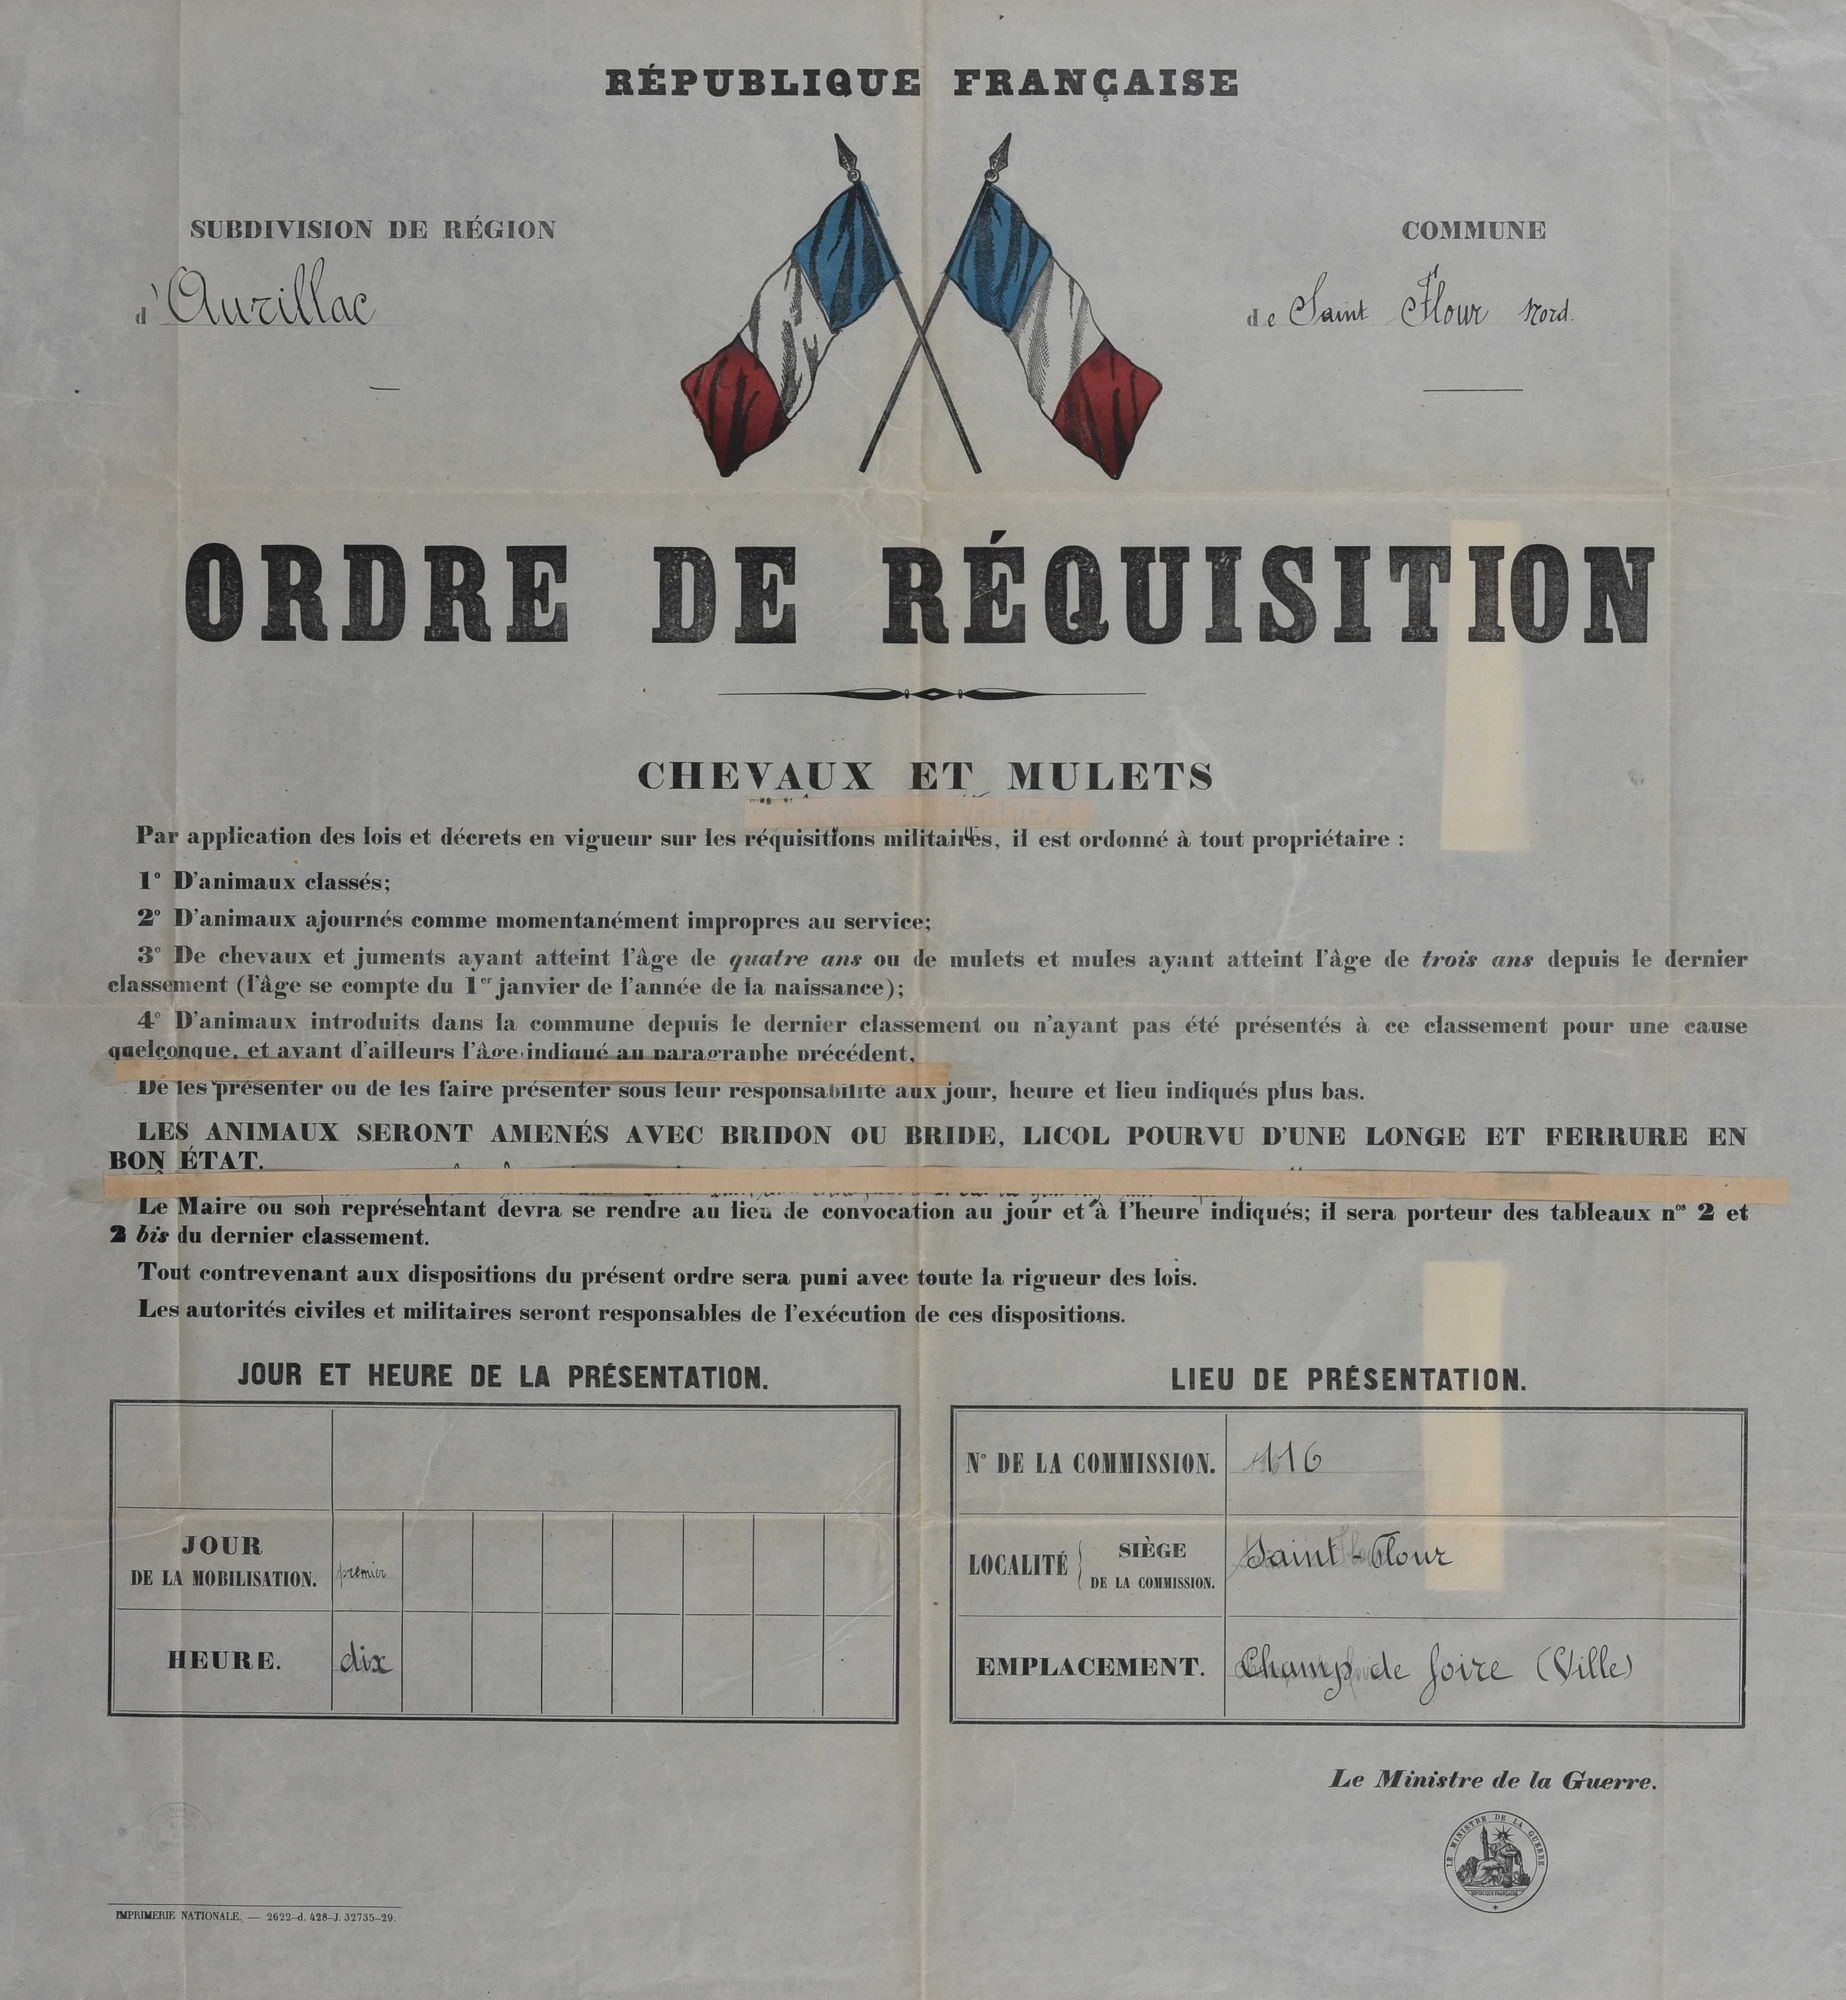 RÉPUBLIQUE FRANÇAISE
SUBDIVISION DE RÉGION
d'Aurillac
COMMUNE
de Saint Flour Nord.
ORDRE DE RÉQUISITION
CHEVAUX ET MULETS
Par application des lois et décrets en vigueur sur les réquisitions militaires, il est ordonné à tout propriétaire :
1° D'animaux classés;
2° D'animaux ajournés comme momentanément impropres au service;
3° De chevaux et juments ayant atteint l'âge de quatre ans ou de mulets et mules ayant atteint l'âge de trois ans depuis le dernier
classement (l'âge se compte du 1er janvier de l'année de la naissance);
4° D'animaux introduits dans la commune depuis le dernier classement ou n'ayant pas été présentés à ce classement pour une cause
quelconque, et ayant d'ailleurs l'âge indiqué au paragraphe précédent,
De les présenter ou de les faire présenter sous leur responsabilité aux jour, heure et lieu indiqués plus bas.
LES ANIMAUX SERONT AMENÉS AVEC BRIDON OU BRIDE, LICOL POURVU D'UNE LONGE ET FERRURE EN
BON ÉTAT.
Le Maire ou son représentant devra se rendre au lieu de convocation au jour et à l'heure indiqués; il sera porteur des tableaux nos 2 et
2 bis du dernier classement.
Tout contrevenant aux dispositions du présent ordre sera puni avec toute la rigueur des lois.
Les autorités civiles et militaires seront responsables de l'exécution de ces dispositions.
JOUR ET HEURE DE LA PRÉSENTATION.
JOUR
DE LA MOBILISATION.
premier
HEURE.
dix
LIEU DE PRÉSENTATION.
N° DE LA COMMISSION.
116
LOCALITÉ
SIÈGE
DE LA COMMISSION.
Saint-Flour
EMPLACEMENT.
Champ de foire (Ville)
Le Ministre de la Guerre.
LE MINISTRE DE LA GUERRE
RÉPUBLIQUE FRANÇAISE
IMPRIMERIE NATIONALE. — 2622-d. 428-J. 32735-29.